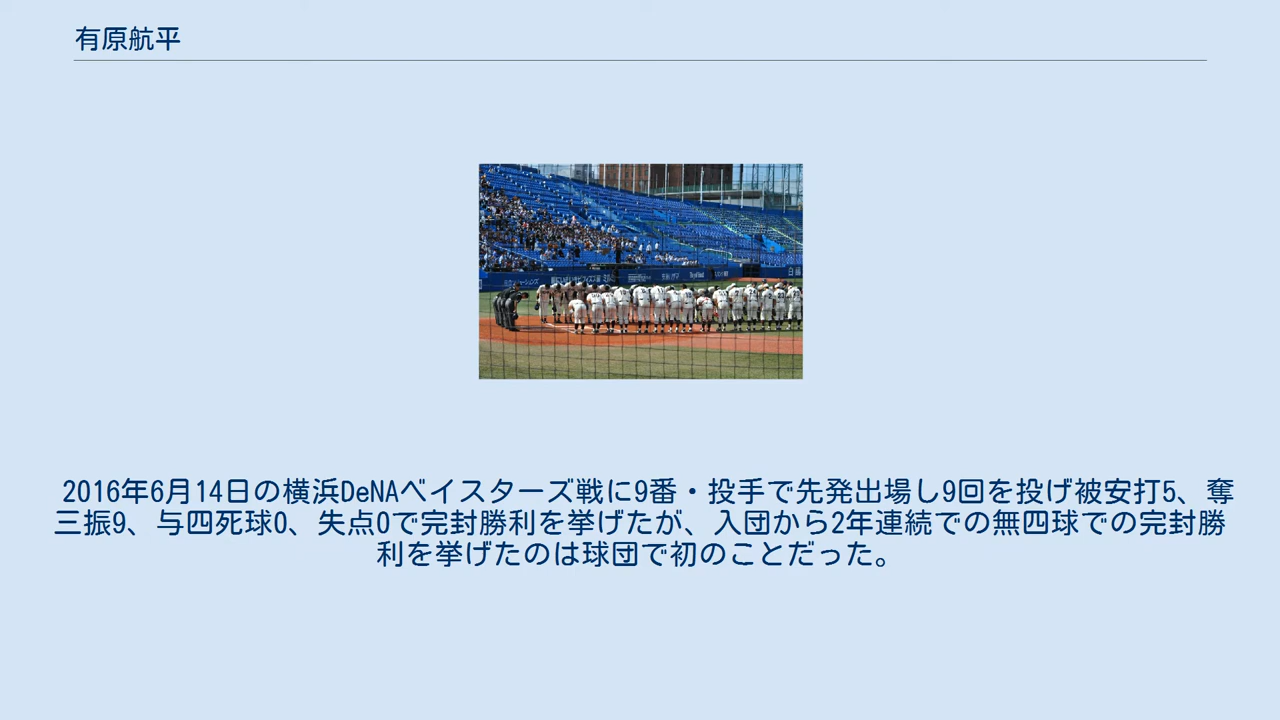 有原航平
2016年6月14日の横浜DeNAベイスターズ戦に9番・投手で先発出場し9回を投げ被安打5、奪
三振9、与四死球0、失点0で完封勝利を挙げたが、入団から2年連続での無四球での完封勝
利を挙げたのは球団で初のことだった。